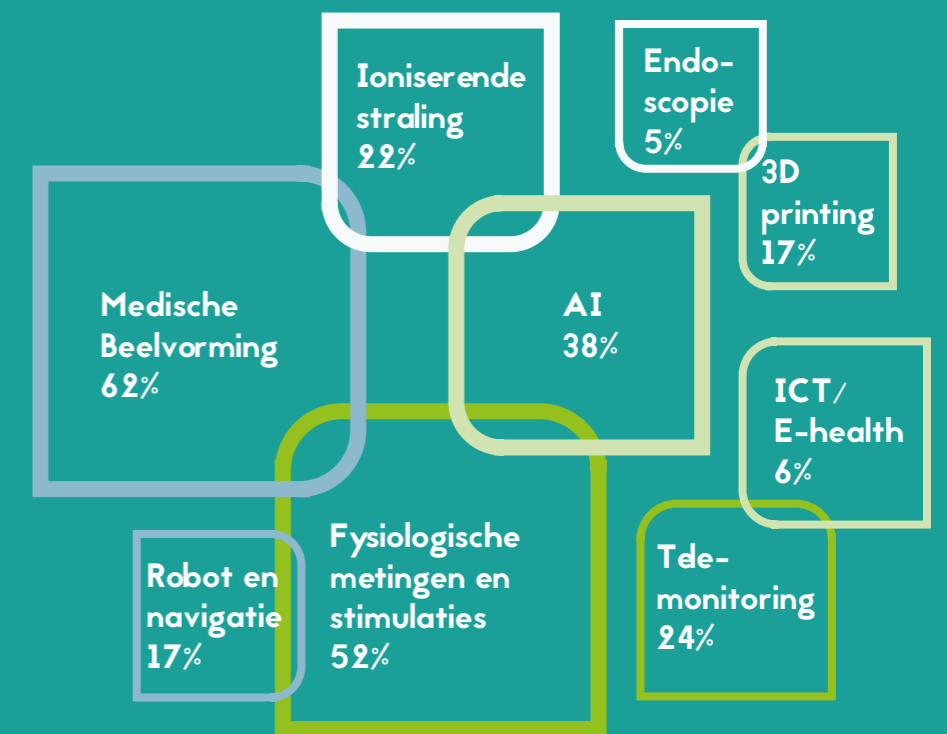 Ioniserende
straling
22%
Endo-
scopie
5%
3D
printing
17%
Medische
Beelvorming
62%
AI
38%
ICT/
E-health
6%
Fysiologische
metingen en
stimulaties
52%
Robot en
navigatie
17%
Tele-
monitoring
24%